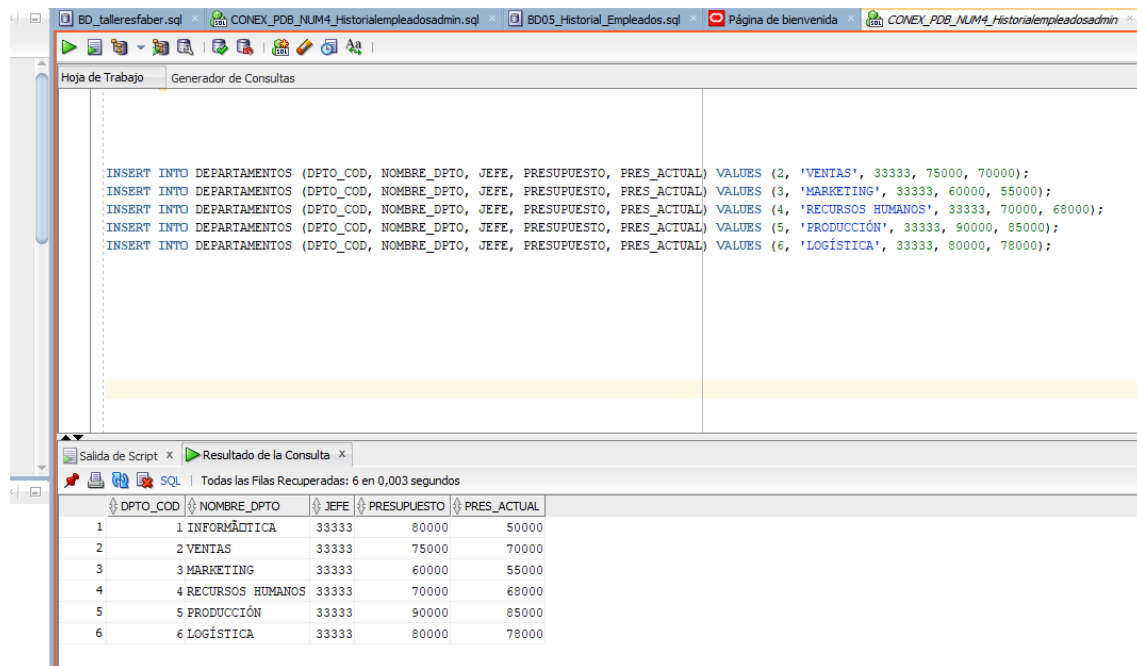 BD_talleresfaber.sql CONEX_PDB_NUM4_Historialempleadosadmin.sql BD05_Historial_Empleados.sql Página de bienvenida CONEX_PDB_NUM4_Historialempleadosadmin
Hoja de Trabajo Generador de Consultas
INSERT INTO DEPARTAMENTOS (DPTO_COD, NOMBRE_DPTO, JEFE, PRESUPUESTO, PRES_ACTUAL) VALUES (2, 'VENTAS', 33333, 75000, 70000);
INSERT INTO DEPARTAMENTOS (DPTO_COD, NOMBRE_DPTO, JEFE, PRESUPUESTO, PRES_ACTUAL) VALUES (3, 'MARKETING', 33333, 60000, 55000);
INSERT INTO DEPARTAMENTOS (DPTO_COD, NOMBRE_DPTO, JEFE, PRESUPUESTO, PRES_ACTUAL) VALUES (4, 'RECURSOS HUMANOS', 33333, 70000, 68000);
INSERT INTO DEPARTAMENTOS (DPTO_COD, NOMBRE_DPTO, JEFE, PRESUPUESTO, PRES_ACTUAL) VALUES (5, 'PRODUCCIÓN', 33333, 90000, 85000);
INSERT INTO DEPARTAMENTOS (DPTO_COD, NOMBRE_DPTO, JEFE, PRESUPUESTO, PRES_ACTUAL) VALUES (6, 'LOGÍSTICA', 33333, 80000, 78000);
Salida de Script x Resultado de la Consulta x
SQL | Todas las Filas Recuperadas: 6 en 0,003 segundos
DPTO_COD NOMBRE_DPTO JEFE PRESUPUESTO PRES_ACTUAL
1 1 INFORMÃ□TICA 33333 80000 50000
2 2 VENTAS 33333 75000 70000
3 3 MARKETING 33333 60000 55000
4 4 RECURSOS HUMANOS 33333 70000 68000
5 5 PRODUCCIÓN 33333 90000 85000
6 6 LOGÍSTICA 33333 80000 78000